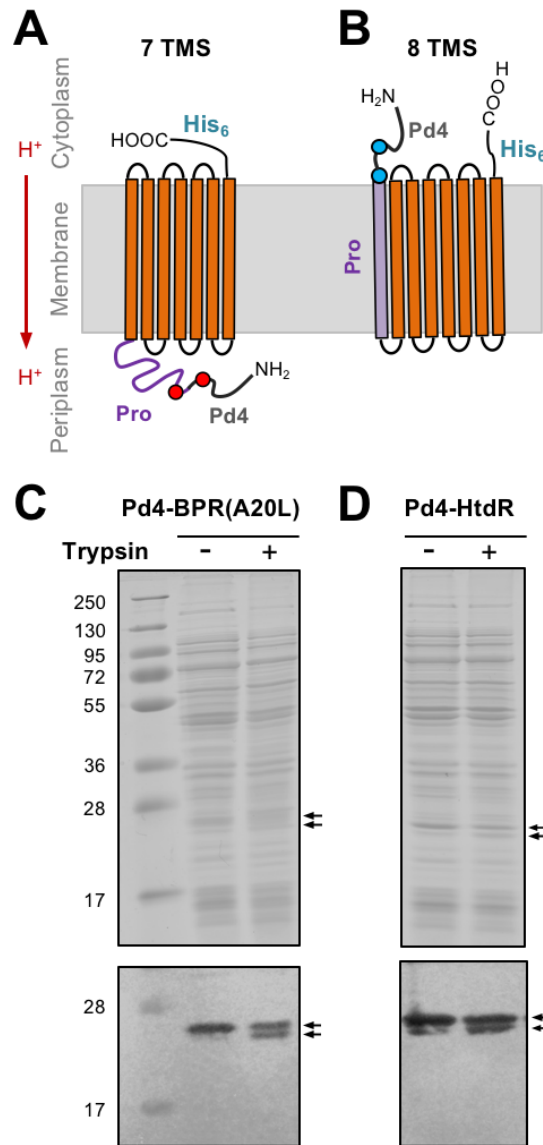 A
7 TMS
B
8 TMS
Cytoplasm
Membrane
Periplasm
H+
H+
HOOC
His6
Pro
Pd4
NH2
H2N
Pd4
COOH
His6
Pro
C
Pd4-BPR(A20L)
D
Pd4-HtdR
Trypsin - +
- +
250
130
95
72
55
36
28
17
28
17